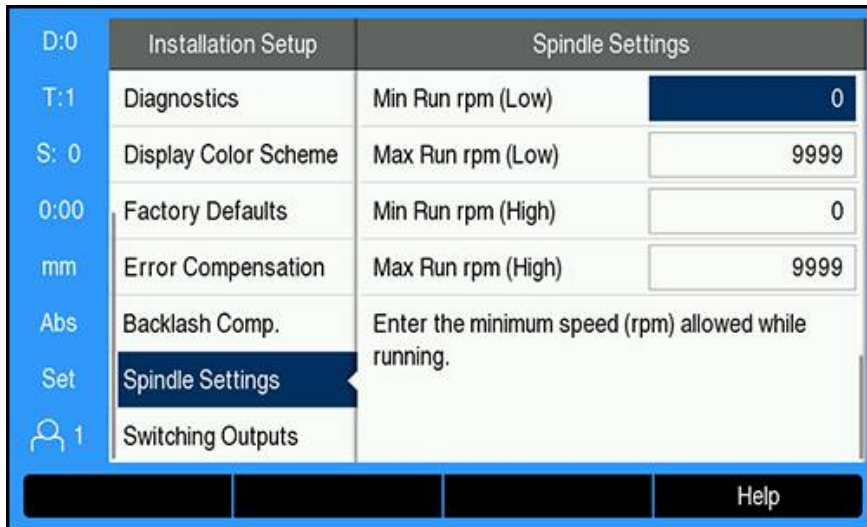 D:0
T:1
S: 0
0:00
mm
Abs
Set
1
Installation Setup
Diagnostics
Display Color Scheme
Factory Defaults
Error Compensation
Backlash Comp.
Spindle Settings
Switching Outputs
Spindle Settings
Min Run rpm (Low) 0
Max Run rpm (Low) 9999
Min Run rpm (High) 0
Max Run rpm (High) 9999
Enter the minimum speed (rpm) allowed while
running.
Help